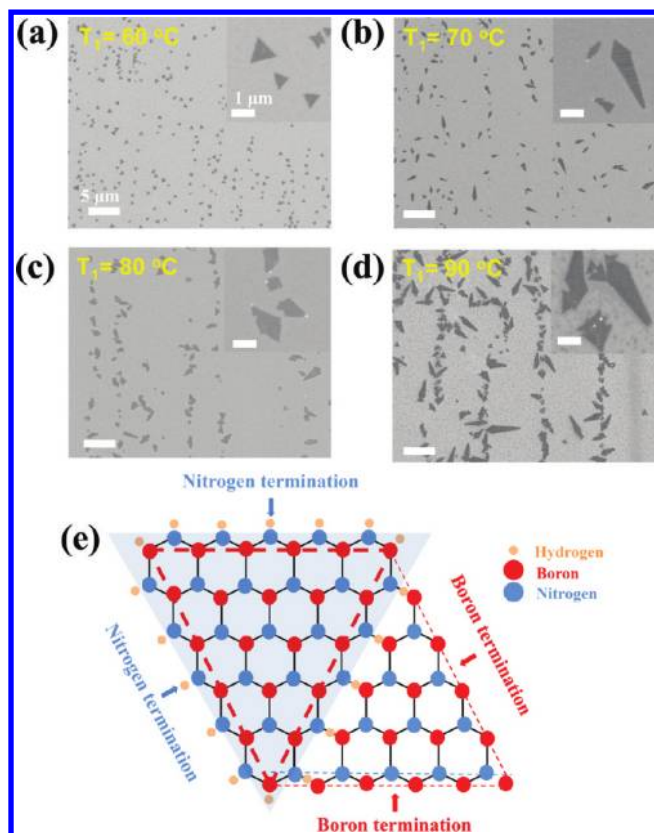 (a)
T₁= 60 °C
1 μm
5 μm
(b)
T₁= 70 °C
(c)
T₁= 80 °C
(d)
T₁= 90 °C
(e)
Nitrogen termination
Hydrogen
Boron
Nitrogen
Nitrogen termination
Boron termination
Boron termination